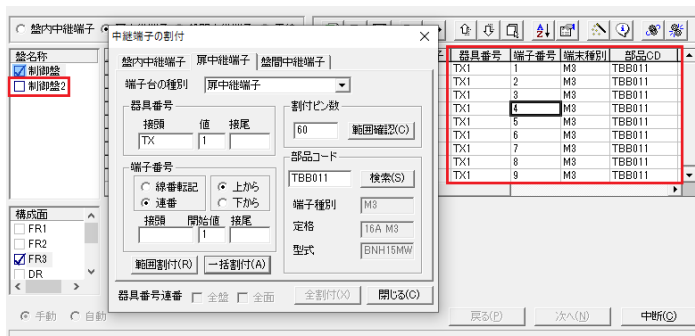 盤内中継端子
盤名称
制御盤
制御盤2
構成面
FR1
FR2
FR3
DR
手動 自動
中継端子の割付
盤内中継端子 扉中継端子 盤間中継端子
端子台の種別 扉中継端子
器具番号
接頭 値 接尾
TX 1
端子番号
線番転記 上から
連番 下から
接頭 開始値 接尾
1
範囲割付(R) 一括割付(A)
割付ピン数
60 範囲確認(C)
部品コード
TBB011 検索(S)
端子種別 M3
定格 16A M3
型式 BNH15MW
器具番号連番 全盤 全面 全割付(X) 閉じる(C)
器具番号 端子番号 端末種別 部品CD
TX1 1 M3 TBB011
TX1 2 M3 TBB011
TX1 3 M3 TBB011
TX1 4 M3 TBB011
TX1 5 M3 TBB011
TX1 6 M3 TBB011
TX1 7 M3 TBB011
TX1 8 M3 TBB011
TX1 9 M3 TBB011
戻る(P) 次へ(N) 中断(C)